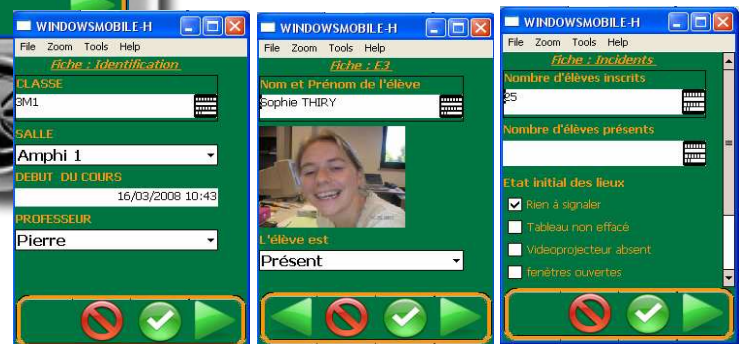 WINDOWSMOBILE-H
File Zoom Tools Help
Fiche : Identification
CLASSE
3M1
SALLE
Amphi 1
DEBUT DU COURS
16/03/2008 10:43
PROFESSEUR
Pierre
WINDOWSMOBILE-H
File Zoom Tools Help
Fiche : E3
Nom et Prénom de l'élève
Sophie THIRY
L'élève est
Présent
WINDOWSMOBILE-H
File Zoom Tools Help
Fiche : Incidents
Nombre d'élèves inscrits
25
Nombre d'élèves présents
Etat initial des lieux
Rien à signaler
Tableau non effacé
Videoprojecteur absent
fenêtres ouvertes